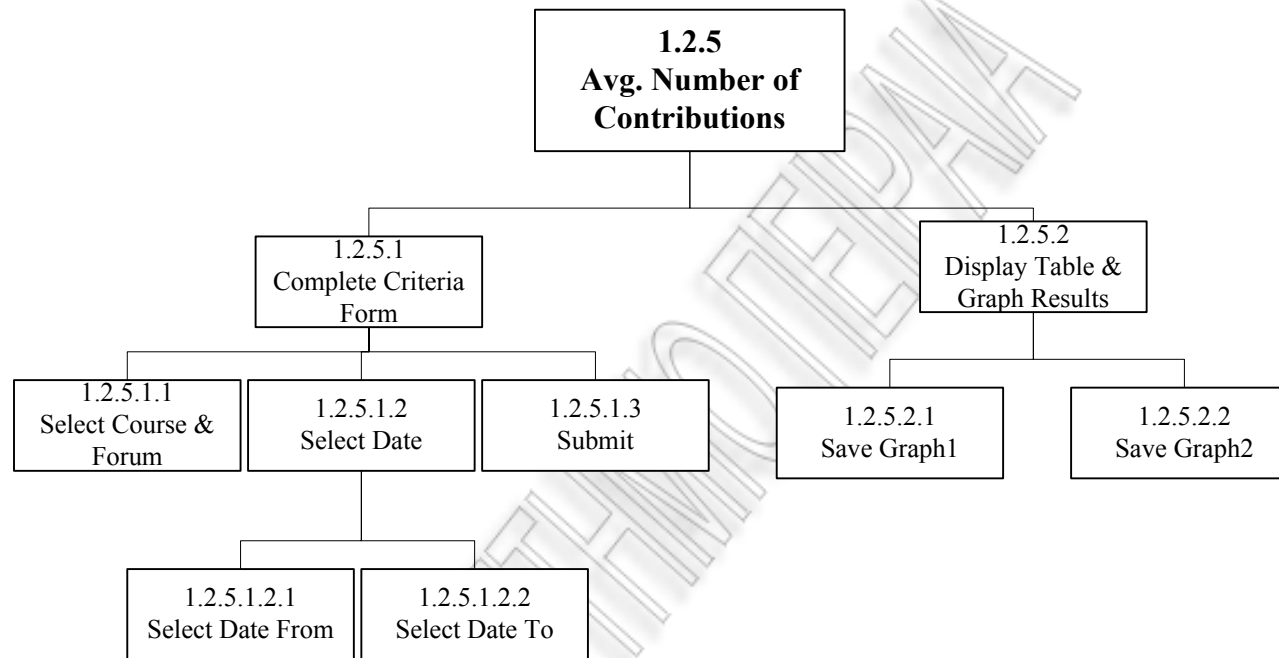 1.2.5
Avg. Number of
Contributions
1.2.5.1
Complete Criteria
Form
1.2.5.2
Display Table &
Graph Results
1.2.5.1.1
Select Course &
Forum
1.2.5.1.2
Select Date
1.2.5.1.3
Submit
1.2.5.2.1
Save Graph1
1.2.5.2.2
Save Graph2
1.2.5.1.2.1
Select Date From
1.2.5.1.2.2
Select Date To
ΤΗΜΙΟ ΠΕΙΡΑΙΑ